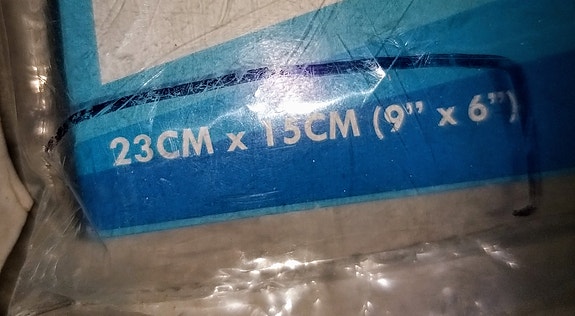 23CM x 15CM (9” x 6”)